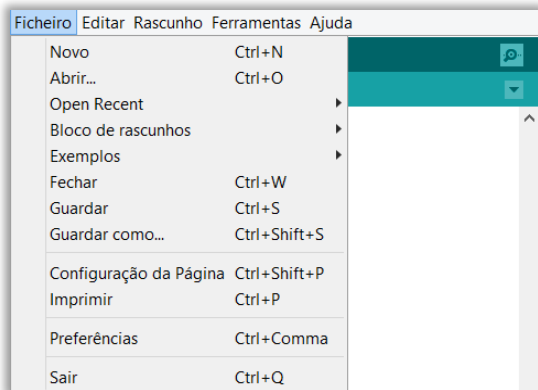 Ficheiro Editar Rascunho Ferramentas Ajuda
Novo Ctrl+N
Abrir... Ctrl+O
Open Recent
Bloco de rascunhos
Exemplos
Fechar Ctrl+W
Guardar Ctrl+S
Guardar como... Ctrl+Shift+S
Configuração da Página Ctrl+Shift+P
Imprimir Ctrl+P
Preferências Ctrl+Comma
Sair Ctrl+Q